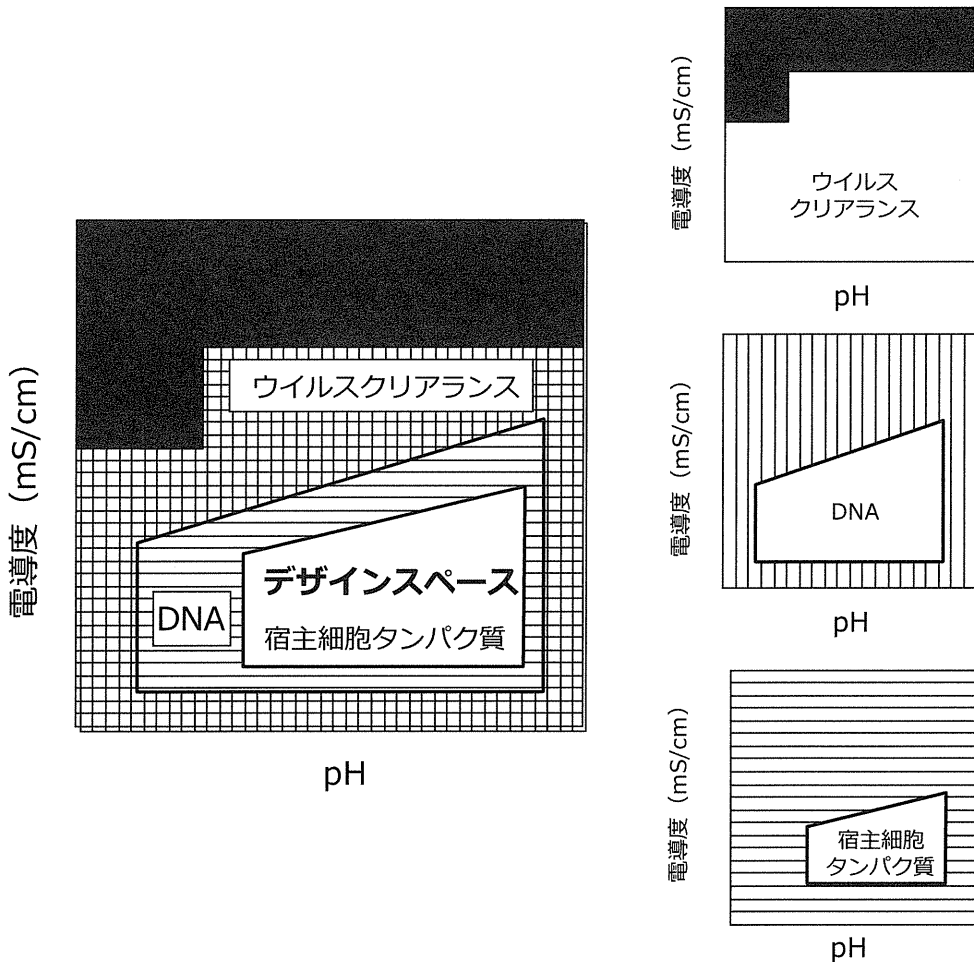 電導度 (mS/cm)
ウイルスクリアランス
デザインスペース
DNA
宿主細胞タンパク質
pH
電導度 (mS/cm)
ウイルス
クリアランス
pH
電導度 (mS/cm)
DNA
pH
電導度 (mS/cm)
宿主細胞
タンパク質
pH